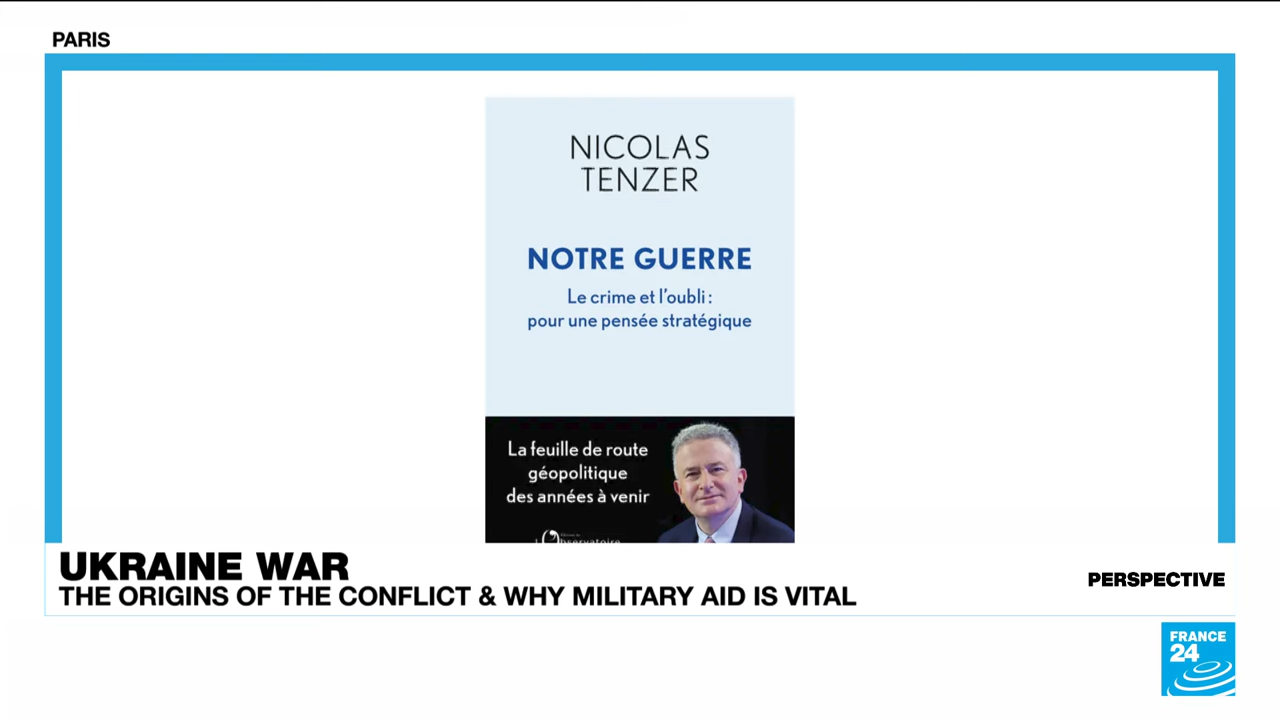 PARIS
NICOLAS
TENZER
NOTRE GUERRE
Le crime et l'oubli :
pour une pensée stratégique
La feuille de route
géopolitique
des années à venir
UKRAINE WAR
THE ORIGINS OF THE CONFLICT & WHY MILITARY AID IS VITAL
PERSPECTIVE
FRANCE
24